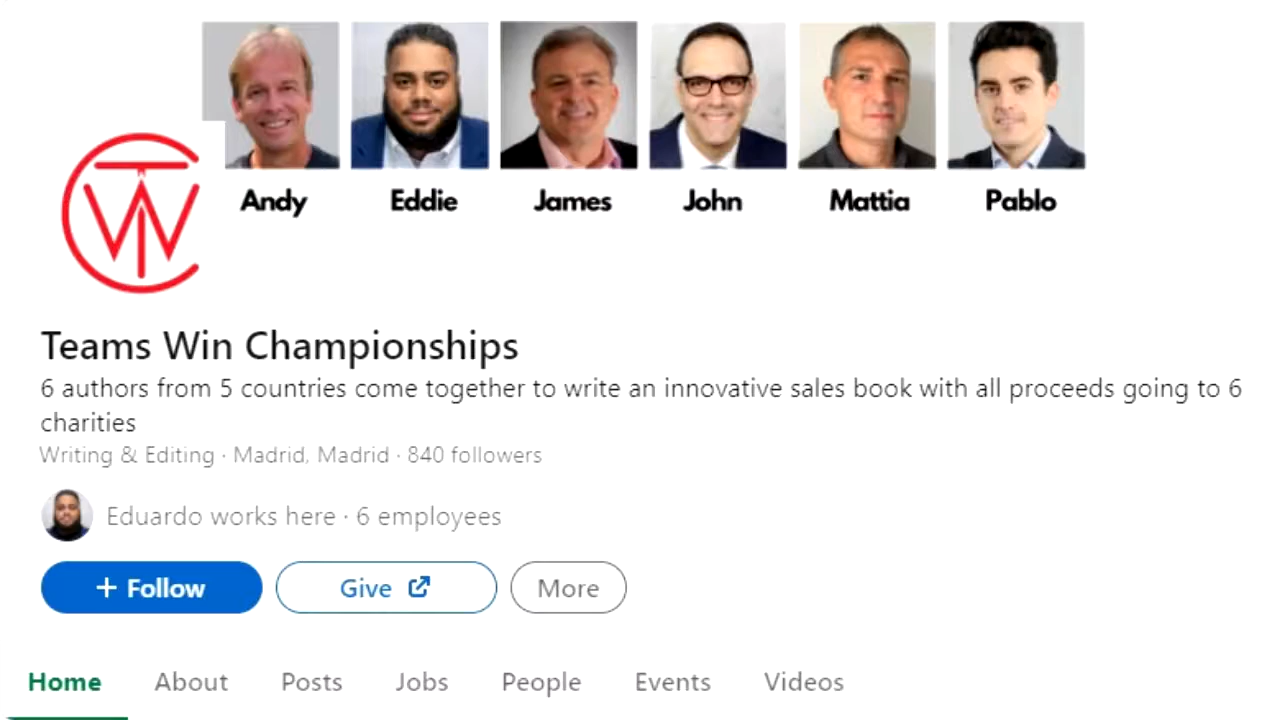 Andy Eddie James John Mattia Pablo
TWC
Teams Win Championships
6 authors from 5 countries come together to write an innovative sales book with all proceeds going to 6
charities
Writing & Editing · Madrid, Madrid · 840 followers
Eduardo works here · 6 employees
+ Follow Give More
Home About Posts Jobs People Events Videos